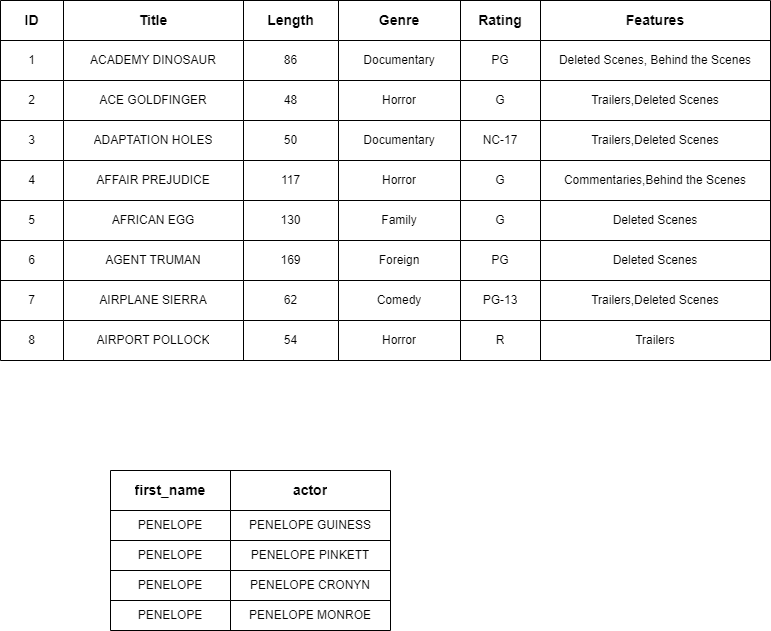 ID Title Length Genre Rating Features
1 ACADEMY DINOSAUR 86 Documentary PG Deleted Scenes, Behind the Scenes
2 ACE GOLDFINGER 48 Horror G Trailers,Deleted Scenes
3 ADAPTATION HOLES 50 Documentary NC-17 Trailers,Deleted Scenes
4 AFFAIR PREJUDICE 117 Horror G Commentaries,Behind the Scenes
5 AFRICAN EGG 130 Family G Deleted Scenes
6 AGENT TRUMAN 169 Foreign PG Deleted Scenes
7 AIRPLANE SIERRA 62 Comedy PG-13 Trailers,Deleted Scenes
8 AIRPORT POLLOCK 54 Horror R Trailers
first_name actor
PENELOPE PENELOPE GUINESS
PENELOPE PENELOPE PINKETT
PENELOPE PENELOPE CRONYN
PENELOPE PENELOPE MONROE